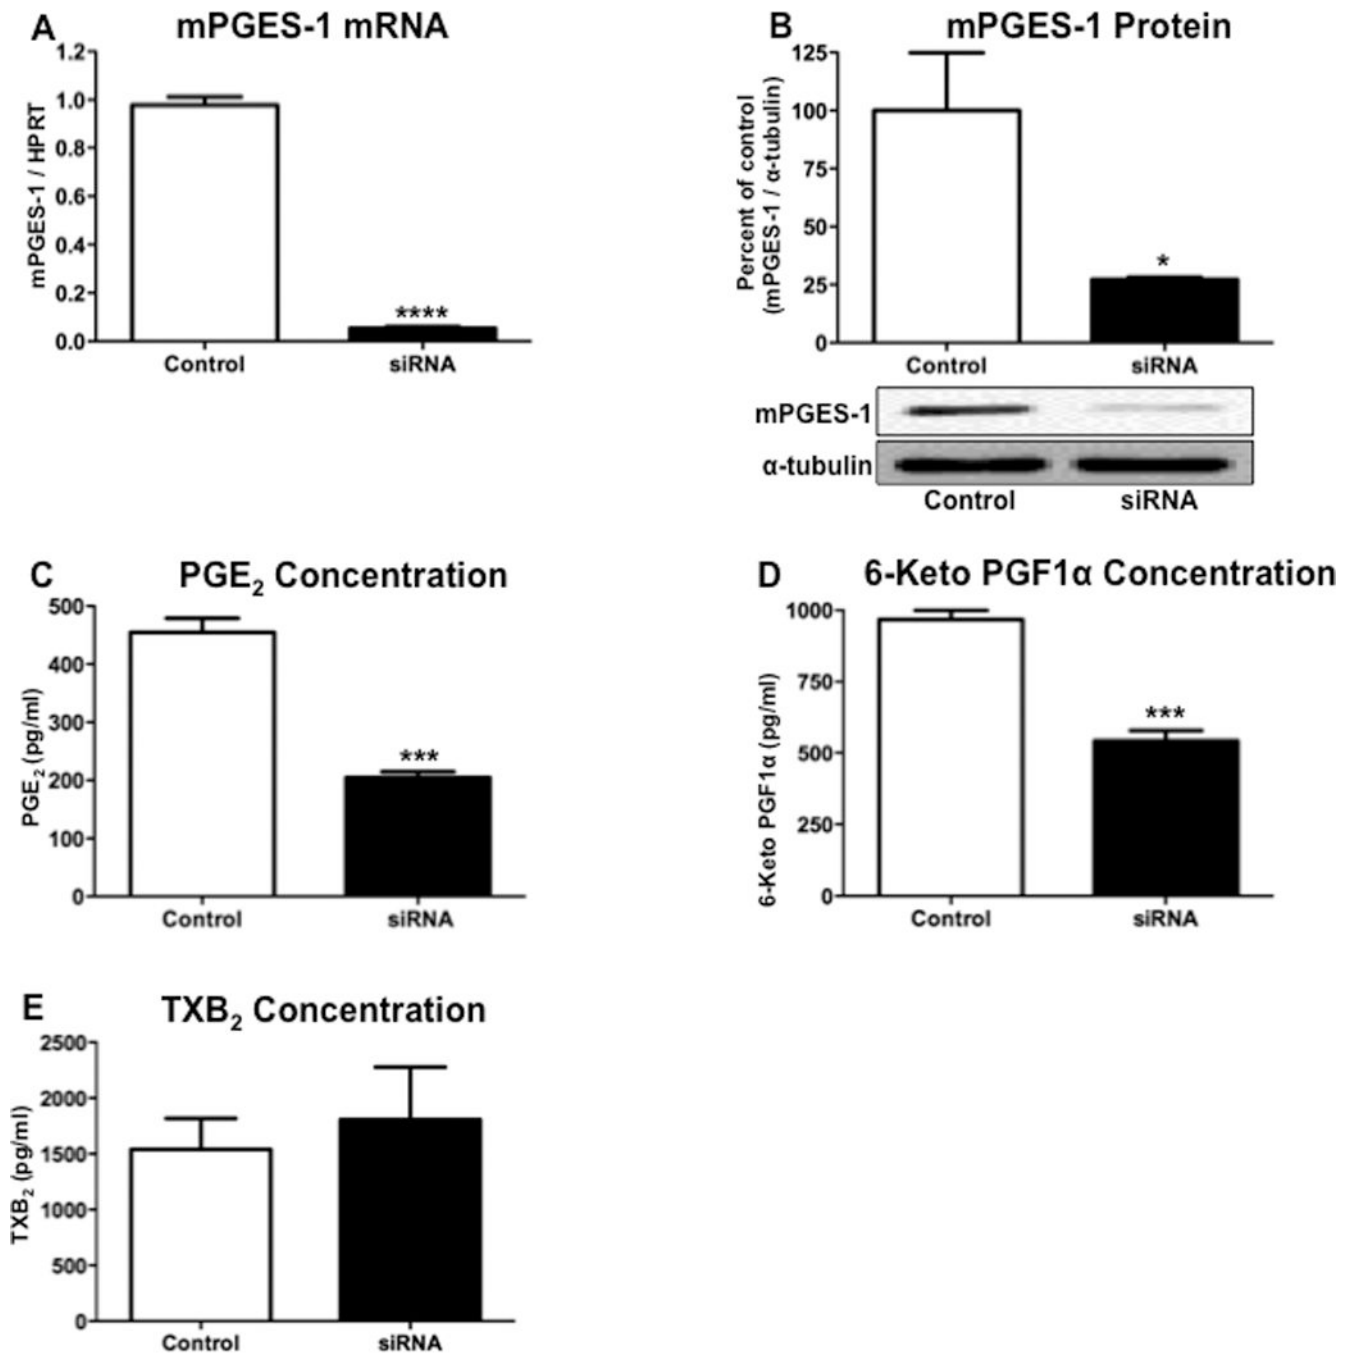 A
mPGES-1 mRNA
mPGES-1 / HPRT
1.2
1.0
0.8
0.6
0.4
0.2
0.0
****
Control
siRNA
B
mPGES-1 Protein
Percent of control
(mPGES-1 / α-tubulin)
125
100
75
50
25
0
*
Control
siRNA
mPGES-1
α-tubulin
Control
siRNA
C
PGE₂ Concentration
PGE₂ (pg/ml)
500
400
300
200
100
0
***
Control
siRNA
D
6-Keto PGF1α Concentration
6-Keto PGF1α (pg/ml)
1000
750
500
250
0
***
Control
siRNA
E
TXB₂ Concentration
TXB₂ (pg/ml)
2500
2000
1500
1000
500
0
Control
siRNA